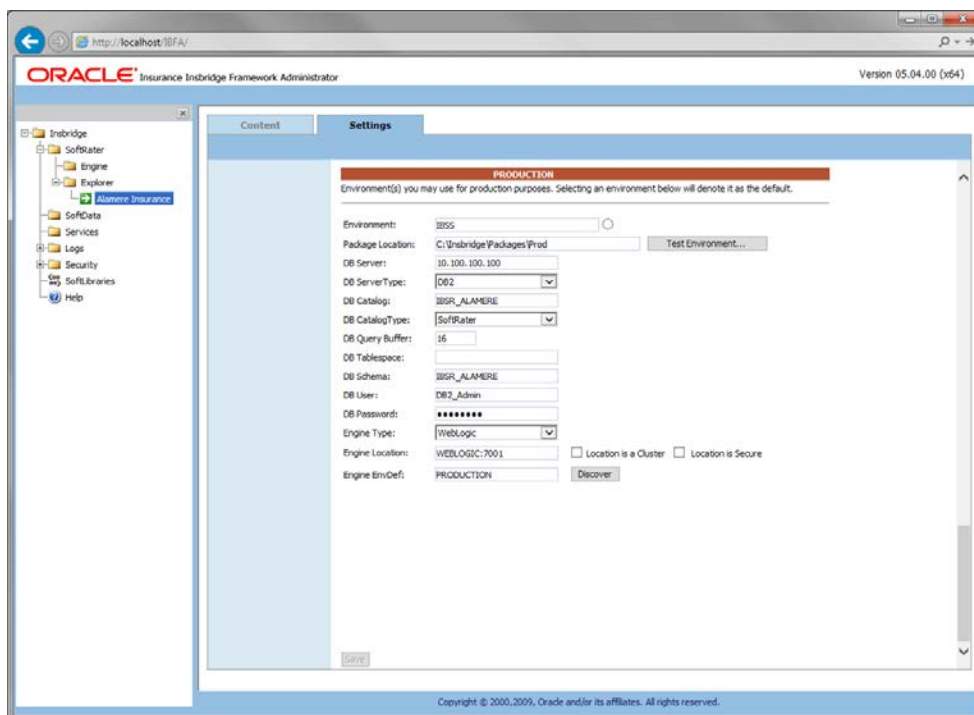 http://localhost/IBFA/
ORACLE® Insurance Insbridge Framework Administrator
Version 05.04.00 (x64)
Insbridge
SoftRater
Engine
Explorer
Alamere Insurance
SoftData
Services
Logs
Security
SoftLibraries
Help
Content Settings
PRODUCTION
Environment(s) you may use for production purposes. Selecting an environment below will denote it as the default.
Environment: IBSS
Package Location: C:\Insbridge\Packages\Prod Test Environment...
DB Server: 10.100.100.100
DB ServerType: DB2
DB Catalog: IBSR_ALAMERE
DB CatalogType: SoftRater
DB Query Buffer: 16
DB Tablespace:
DB Schema: IBSR_ALAMERE
DB User: DB2_Admin
DB Password: ••••••••
Engine Type: WebLogic
Engine Location: WEBLOGIC:7001 Location is a Cluster Location is Secure
Engine EnvDef: PRODUCTION Discover
Save
Copyright © 2000,2009, Oracle and/or its affiliates. All rights reserved.